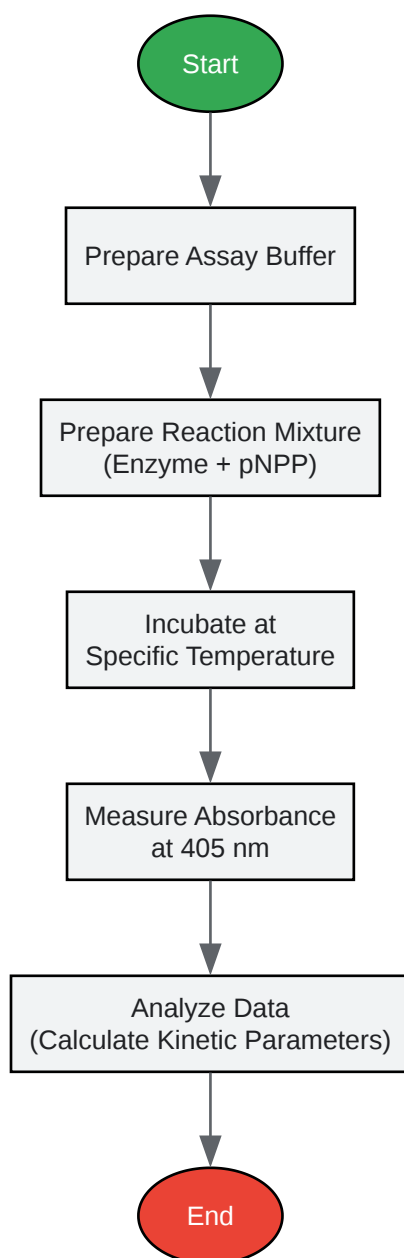 Start
Prepare Assay Buffer
Prepare Reaction Mixture
(Enzyme + pNPP)
Incubate at
Specific Temperature
Measure Absorbance
at 405 nm
Analyze Data
(Calculate Kinetic Parameters)
End